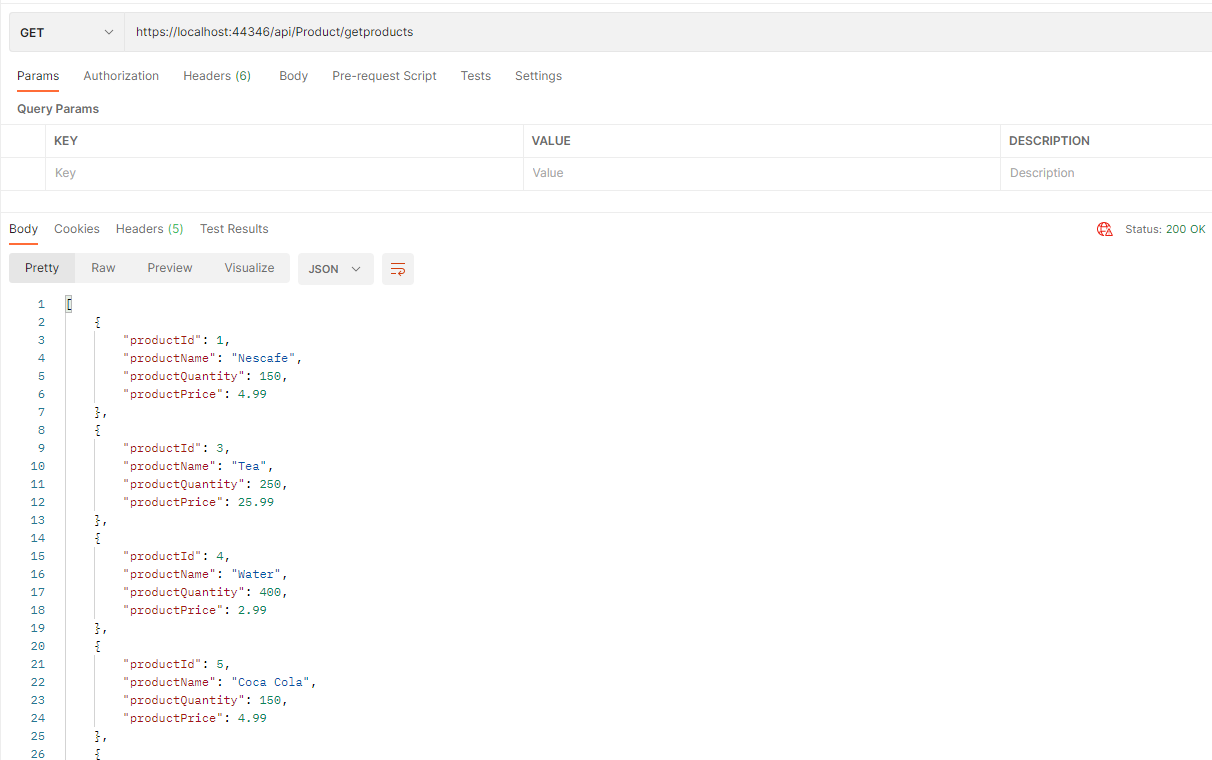 GET https://localhost:44346/api/Product/getproducts
Params Authorization Headers (6) Body Pre-request Script Tests Settings
Query Params
KEY VALUE DESCRIPTION
Key Value Description
Body Cookies Headers (5) Test Results Status: 200 OK
Pretty Raw Preview Visualize JSON
1 [
2 {
3 "productId": 1,
4 "productName": "Nescafe",
5 "productQuantity": 150,
6 "productPrice": 4.99
7 },
8 {
9 "productId": 3,
10 "productName": "Tea",
11 "productQuantity": 250,
12 "productPrice": 25.99
13 },
14 {
15 "productId": 4,
16 "productName": "Water",
17 "productQuantity": 400,
18 "productPrice": 2.99
19 },
20 {
21 "productId": 5,
22 "productName": "Coca Cola",
23 "productQuantity": 150,
24 "productPrice": 4.99
25 },
26 {